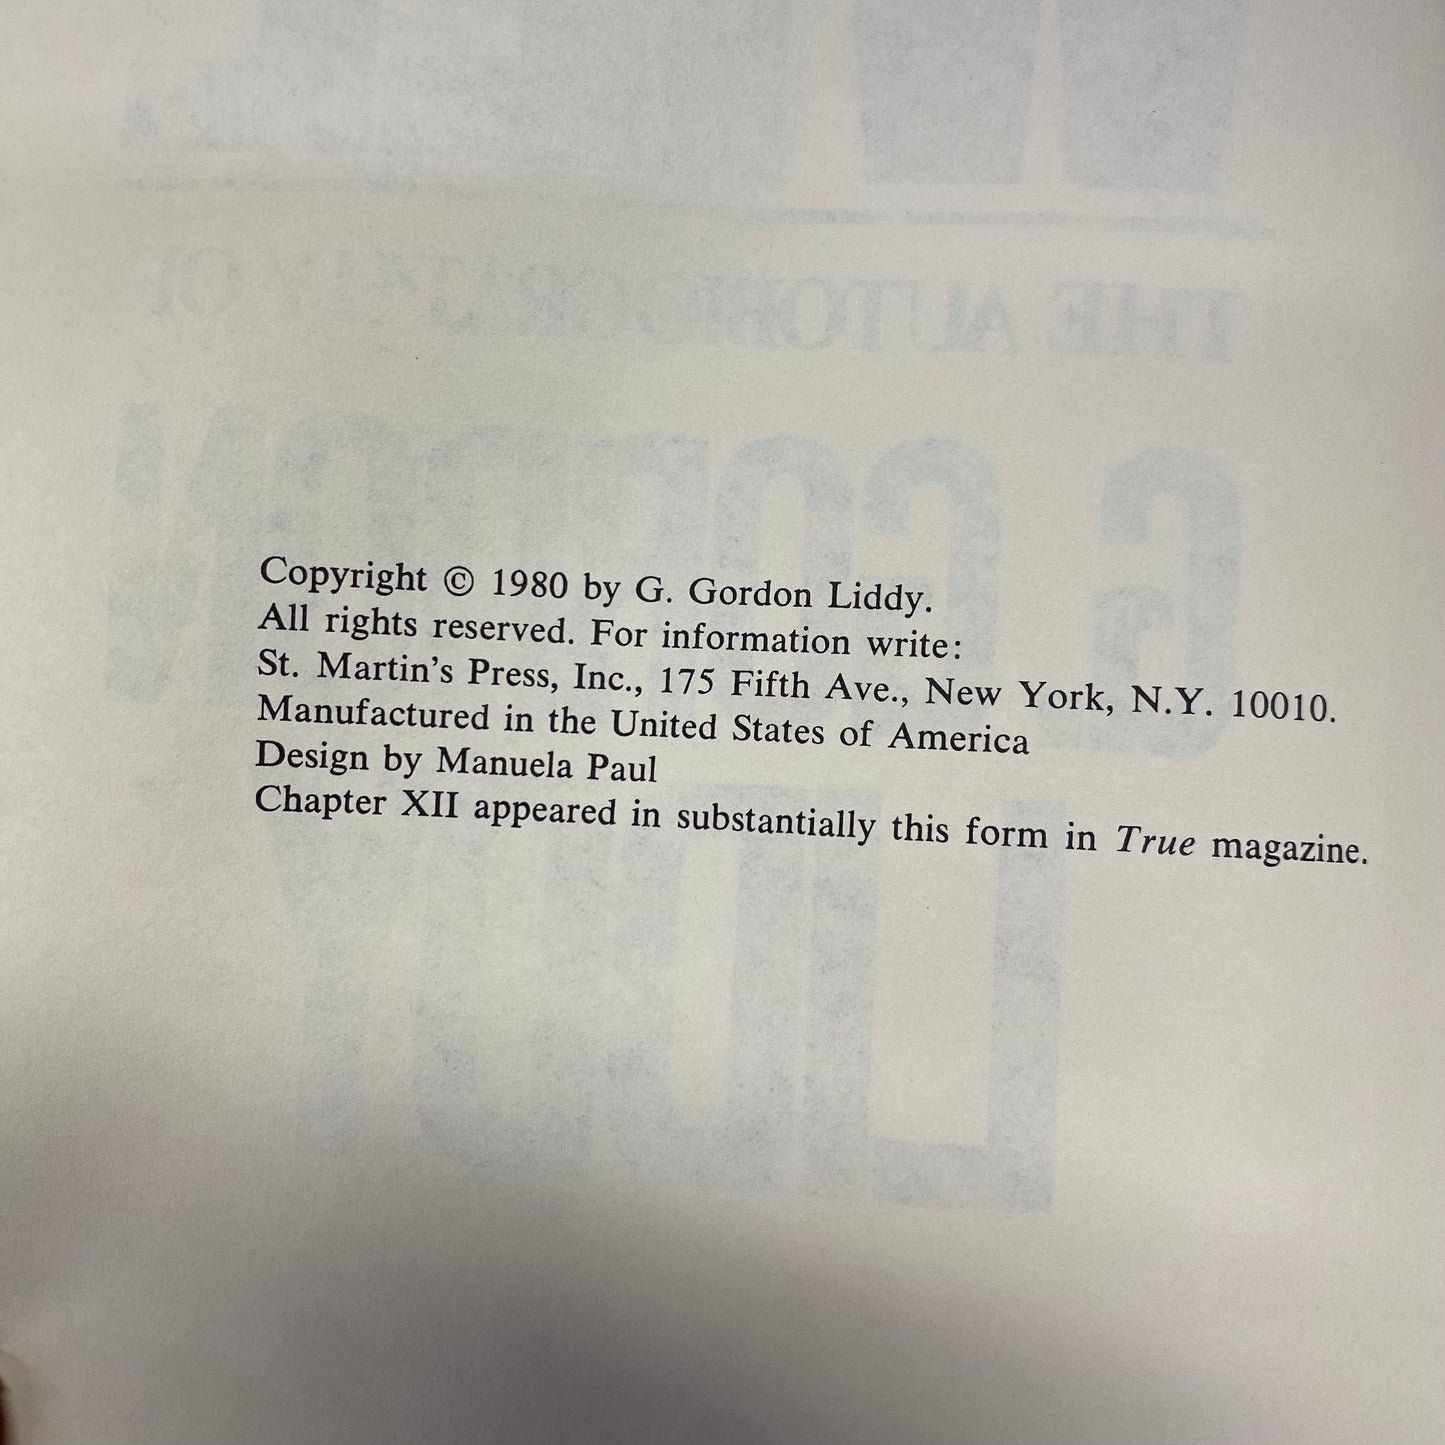 Copyright © 1980 by G. Gordon Liddy.
All rights reserved. For information write:
St. Martin's Press, Inc., 175 Fifth Ave., New York, N.Y. 10010.
Manufactured in the United States of America
Design by Manuela Paul
Chapter XII appeared in substantially this form in True magazine.